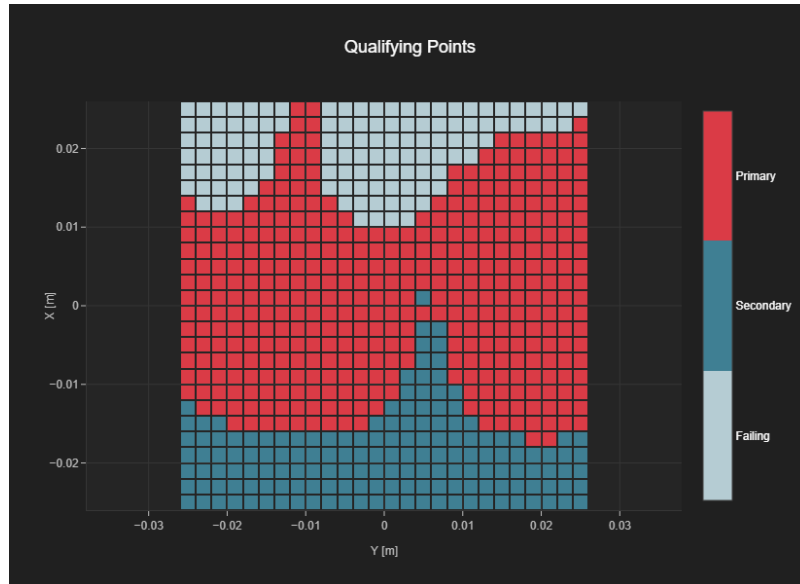 Qualifying Points
Primary
Secondary
Failing
X [m]
0.02
0.01
0
−0.01
−0.02
−0.03
−0.02
−0.01
0
0.01
0.02
0.03
Y [m]